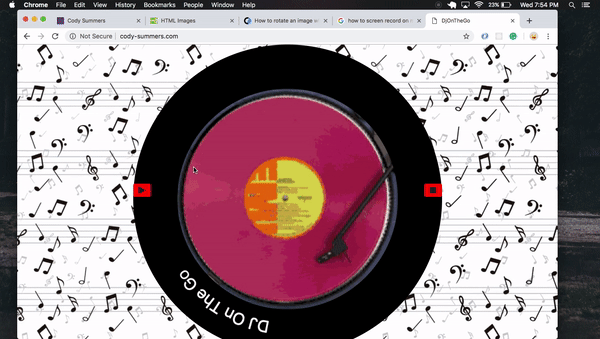 Chrome File Edit View History Bookmarks People Window Help 23% Wed 7:54 PM
Cody Summers HTML Images How to rotate an image w how to screen record on DjOnTheGo
Not Secure | cody-summers.com
DJ On The Go